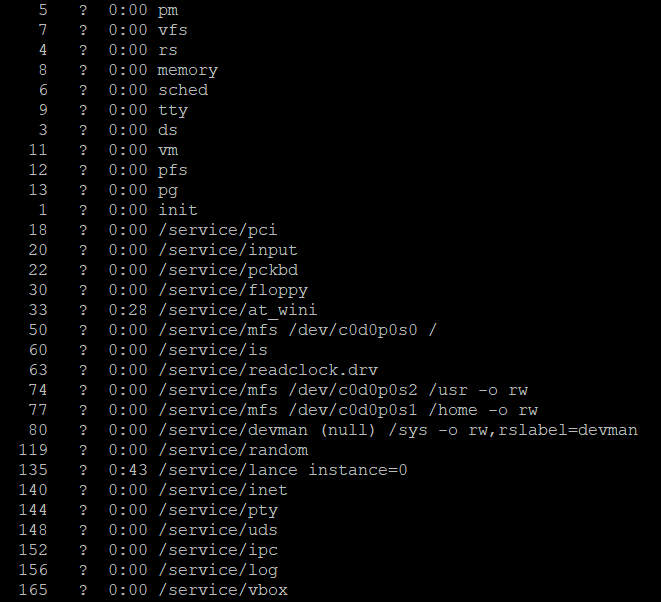 5 ? 0:00 pm
7 ? 0:00 vfs
4 ? 0:00 rs
8 ? 0:00 memory
6 ? 0:00 sched
9 ? 0:00 tty
3 ? 0:00 ds
11 ? 0:00 vm
12 ? 0:00 pfs
13 ? 0:00 pg
1 ? 0:00 init
18 ? 0:00 /service/pci
20 ? 0:00 /service/input
22 ? 0:00 /service/pckbd
30 ? 0:00 /service/floppy
33 ? 0:28 /service/at_wini
50 ? 0:00 /service/mfs /dev/c0d0p0s0 /
60 ? 0:00 /service/is
63 ? 0:00 /service/readclock.drv
74 ? 0:00 /service/mfs /dev/c0d0p0s2 /usr -o rw
77 ? 0:00 /service/mfs /dev/c0d0p0s1 /home -o rw
80 ? 0:00 /service/devman (null) /sys -o rw,rslabel=devman
119 ? 0:00 /service/random
135 ? 0:43 /service/lance instance=0
140 ? 0:00 /service/inet
144 ? 0:00 /service/pty
148 ? 0:00 /service/uds
152 ? 0:00 /service/ipc
156 ? 0:00 /service/log
165 ? 0:00 /service/vbox